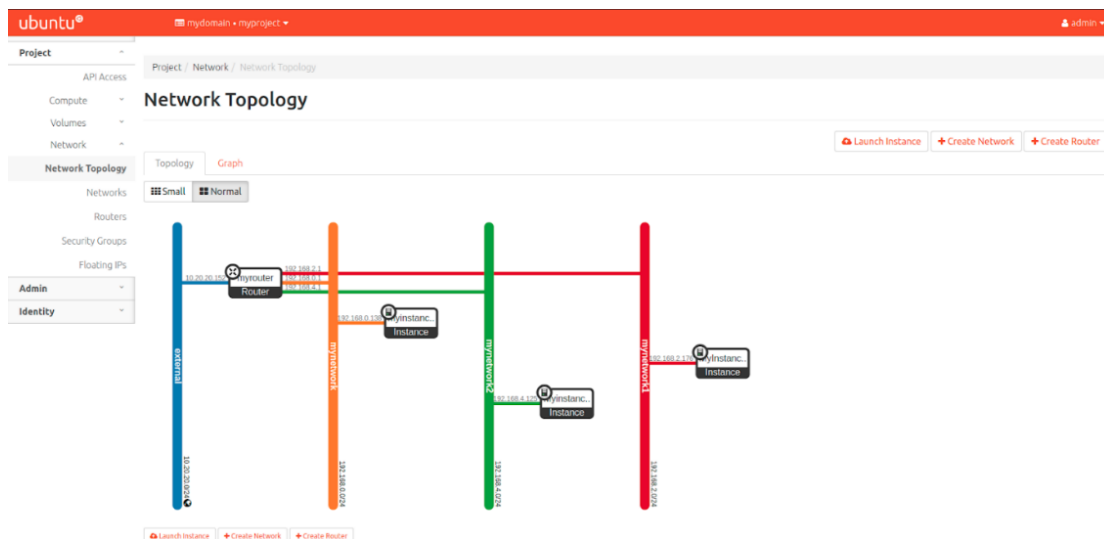 ubuntu®
mydomain • myproject
admin
Project
API Access
Compute
Volumes
Network
Network Topology
Networks
Routers
Security Groups
Floating IPs
Admin
Identity
Project / Network / Network Topology
Network Topology
Launch Instance
+ Create Network
+ Create Router
Topology
Graph
Small
Normal
192.168.2.1
192.168.0.1
192.168.4.1
myrouter
Router
Instance
192.168.4.125
Instance
192.168.2.176
Instance
external
10.20.20.0/24
mynetwork
192.168.0.0/24
mynetwork2
192.168.4.0/24
mynetwork1
192.168.2.0/24
Launch Instance
+ Create Network
+ Create Router